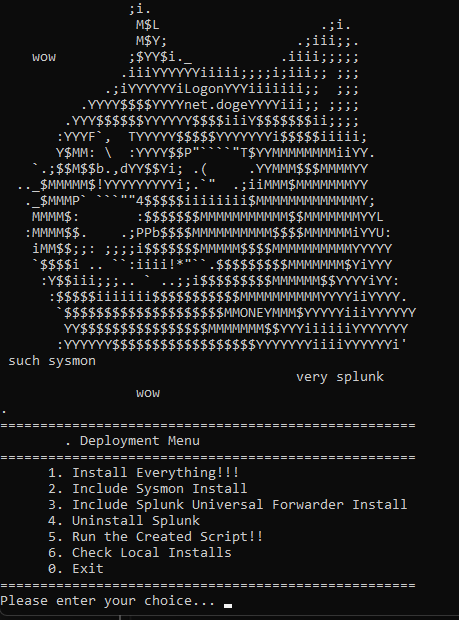 ;i.
M$L                    .;i.
M$Y;                .;iii;;.
wow         ;$YY$i._           .iiii;;;;;
.iiiYYYYYYiiiii;;;;i;iii;; ;;;
.;iYYYYYYiLogonYYYiiiiiii;;  ;;;
.YYYY$$$$YYYYnet.dogeYYYYiii;; ;;;;
.YYY$$$$$$YYYYYY$$$$iiiY$$$$$$$ii;;;;
:YYYF`,  TYYYYY$$$$$YYYYYYYi$$$$$iiiii;
Y$MM: \  :YYYY$$P"````"T$YYMMMMMMMMiiYY.
`.;$$M$$b.,dYY$$Yi; .(     .YYMMM$$$MMMMYY
.._$MMMMM$!YYYYYYYYYi;.`"  .;iiMMM$MMMMMMMYY
._$MMMP` ```""4$$$$$iiiiiiii$MMMMMMMMMMMMMY;
MMMM$:       :$$$$$$$MMMMMMMMMMM$$MMMMMMMYYL
:MMMM$$.    .;PPb$$$$MMMMMMMMMM$$$$MMMMMMiYYU:
iMM$$;;: ;;;;i$$$$$$$MMMMM$$$$MMMMMMMMMMYYYYY
`$$$$i .. ``:iiii!*"``.$$$$$$$$$MMMMMMM$YiYYY
:Y$$iii;;;.. ` ..;;i$$$$$$$$$MMMMMM$$YYYYiYY:
:$$$$$iiiiiii$$$$$$$$$$$MMMMMMMMMMYYYYiiYYYY.
`$$$$$$$$$$$$$$$$$$$$MMONEYMMM$YYYYYiiiYYYYYY
YY$$$$$$$$$$$$$$$$MMMMMMM$$YYYiiiiiiYYYYYYY
:YYYYYY$$$$$$$$$$$$$$$$$$YYYYYYYiiiiYYYYYYi'
such sysmon
very splunk
wow
.
====================================================
. Deployment Menu
====================================================
1. Install Everything!!!
2. Include Sysmon Install
3. Include Splunk Universal Forwarder Install
4. Uninstall Splunk
5. Run the Created Script!!
6. Check Local Installs
0. Exit
====================================================
Please enter your choice... _